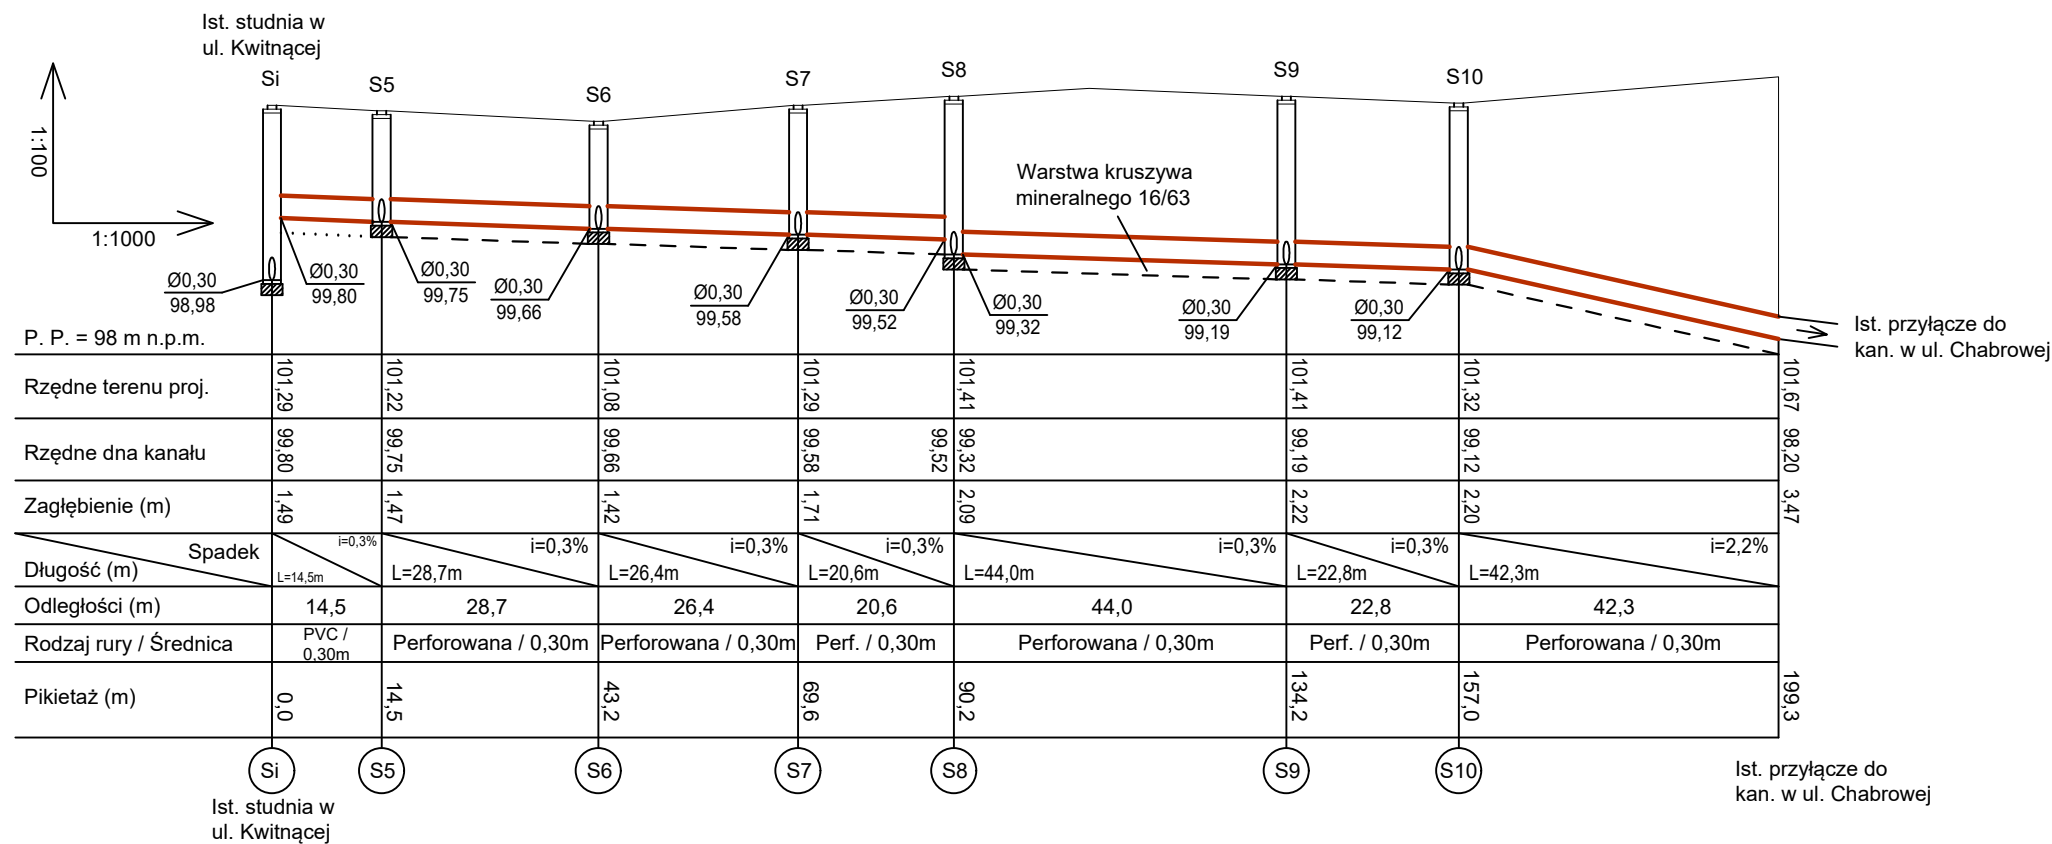 Ist. studnia w
ul. Kwitnącej
Si
S5
S6
S7
S8
S9
S10
1:100
1:1000
Warstwa kruszywa
mineralnego 16/63
Ø0,30
98,98
Ø0,30
99,80
Ø0,30
99,75
Ø0,30
99,66
Ø0,30
99,58
Ø0,30
99,52
Ø0,30
99,32
Ø0,30
99,19
Ø0,30
99,12
Ist. przyłącze do
kan. w ul. Chabrowej
P. P. = 98 m n.p.m.
Rzędne terenu proj.
101,29
101,22
101,08
101,29
101,41
101,41
101,32
101,67
Rzędne dna kanału
99,80
99,75
99,66
99,58
99,52
99,32
99,19
99,12
98,20
Zagłębienie (m)
1,49
1,47
1,42
1,71
2,09
2,22
2,20
3,47
Spadek
i=0,3%
i=0,3%
i=0,3%
i=0,3%
i=0,3%
i=0,3%
i=2,2%
Długość (m)
L=14,5m
L=28,7m
L=26,4m
L=20,6m
L=44,0m
L=22,8m
L=42,3m
Odległości (m)
14,5
28,7
26,4
20,6
44,0
22,8
42,3
Rodzaj rury / Średnica
PVC /
0,30m
Perforowana / 0,30m
Perforowana / 0,30m
Perf. / 0,30m
Perforowana / 0,30m
Perf. / 0,30m
Perforowana / 0,30m
Pikietaż (m)
0,0
14,5
43,2
69,6
90,2
134,2
157,0
199,3
Si
S5
S6
S7
S8
S9
S10
Ist. studnia w
ul. Kwitnącej
Ist. przyłącze do
kan. w ul. Chabrowej